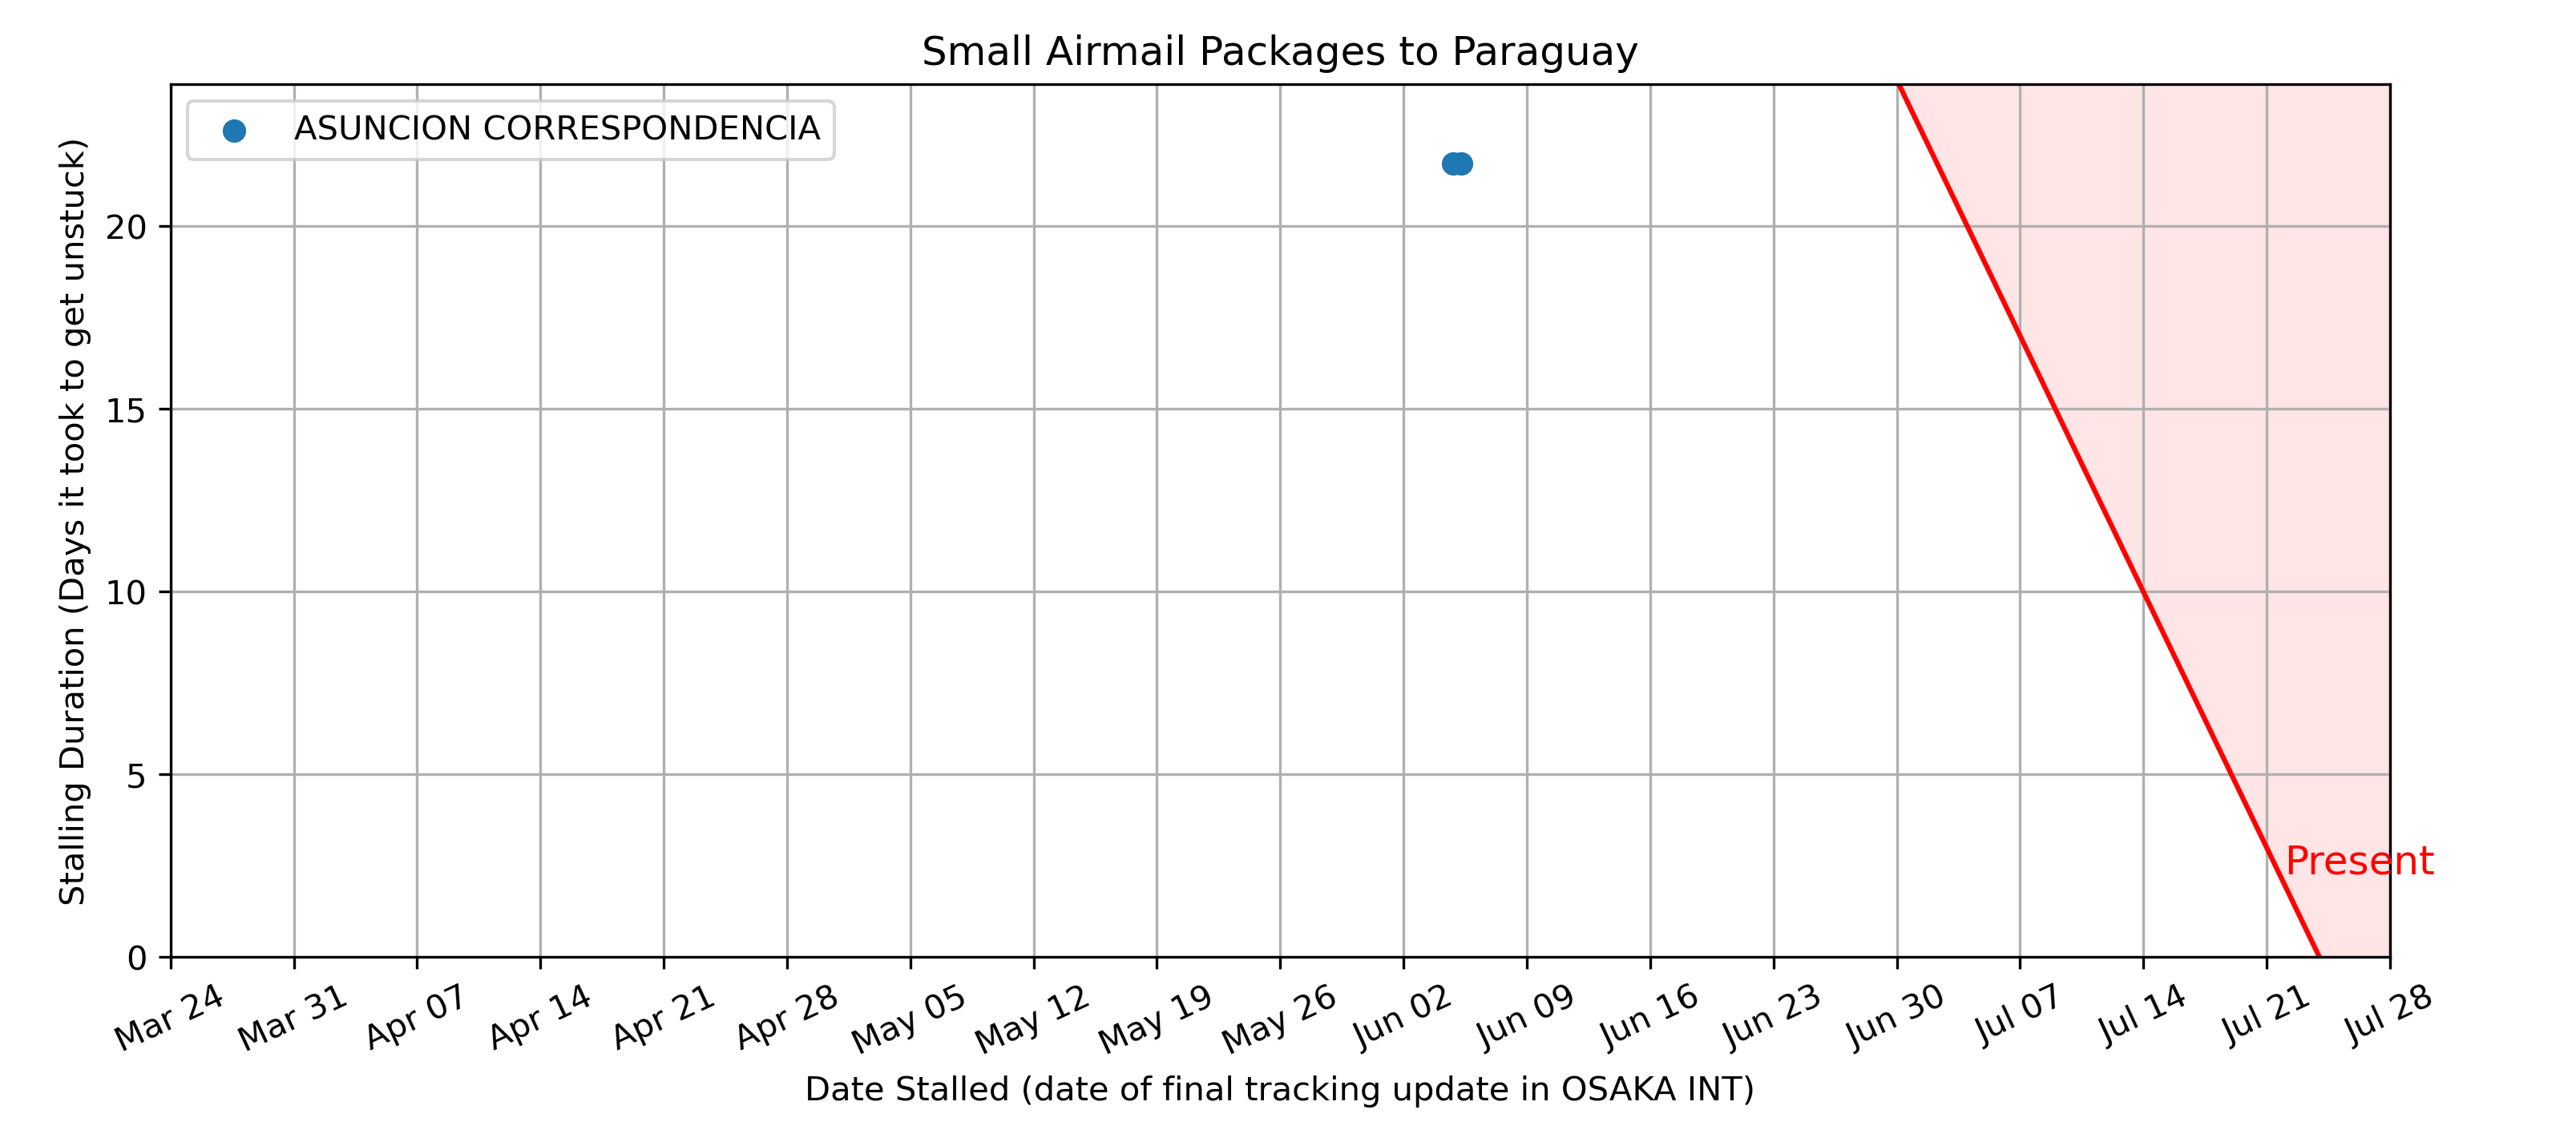 Small Airmail Packages to Paraguay
ASUNCION CORRESPONDENCIA
Stalling Duration (Days it took to get unstuck)
20
15
10
5
0
Present
Mar 24
Mar 31
Apr 07
Apr 14
Apr 21
Apr 28
May 05
May 12
May 19
May 26
Jun 02
Jun 09
Jun 16
Jun 23
Jun 30
Jul 07
Jul 14
Jul 21
Jul 28
Date Stalled (date of final tracking update in OSAKA INT)